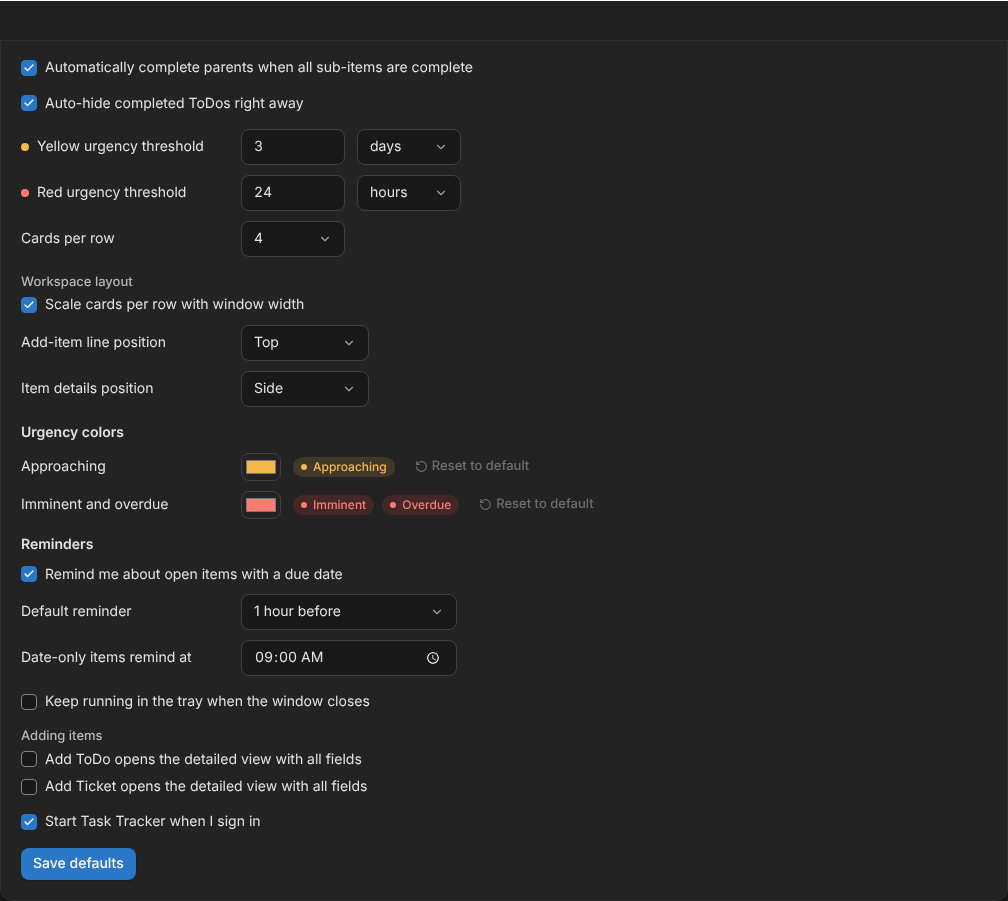 Automatically complete parents when all sub-items are complete
Auto-hide completed ToDos right away
Yellow urgency threshold 3 days
Red urgency threshold 24 hours
Cards per row 4
Workspace layout
Scale cards per row with window width
Add-item line position Top
Item details position Side
Urgency colors
Approaching Approaching Reset to default
Imminent and overdue Imminent Overdue Reset to default
Reminders
Remind me about open items with a due date
Default reminder 1 hour before
Date-only items remind at 09:00 AM
Keep running in the tray when the window closes
Adding items
Add ToDo opens the detailed view with all fields
Add Ticket opens the detailed view with all fields
Start Task Tracker when I sign in
Save defaults